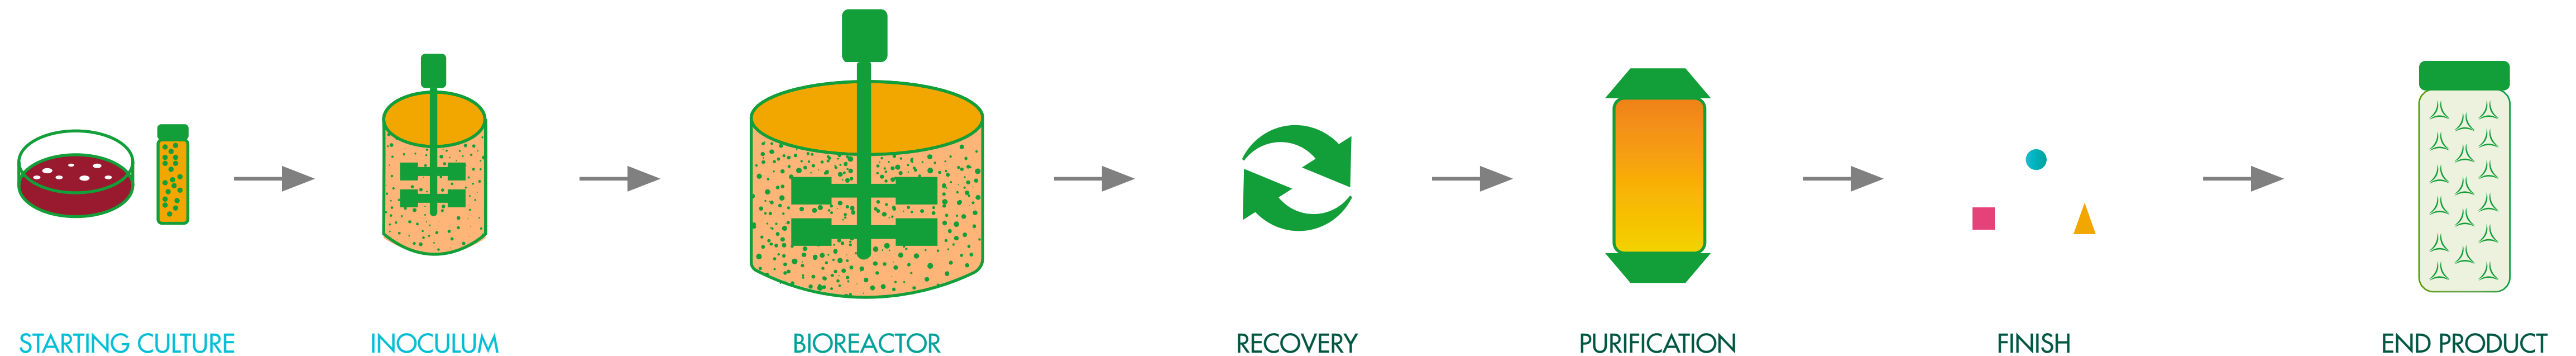 STARTING CULTURE
INOCULUM
BIOREACTOR
RECOVERY
PURIFICATION
FINISH
END PRODUCT